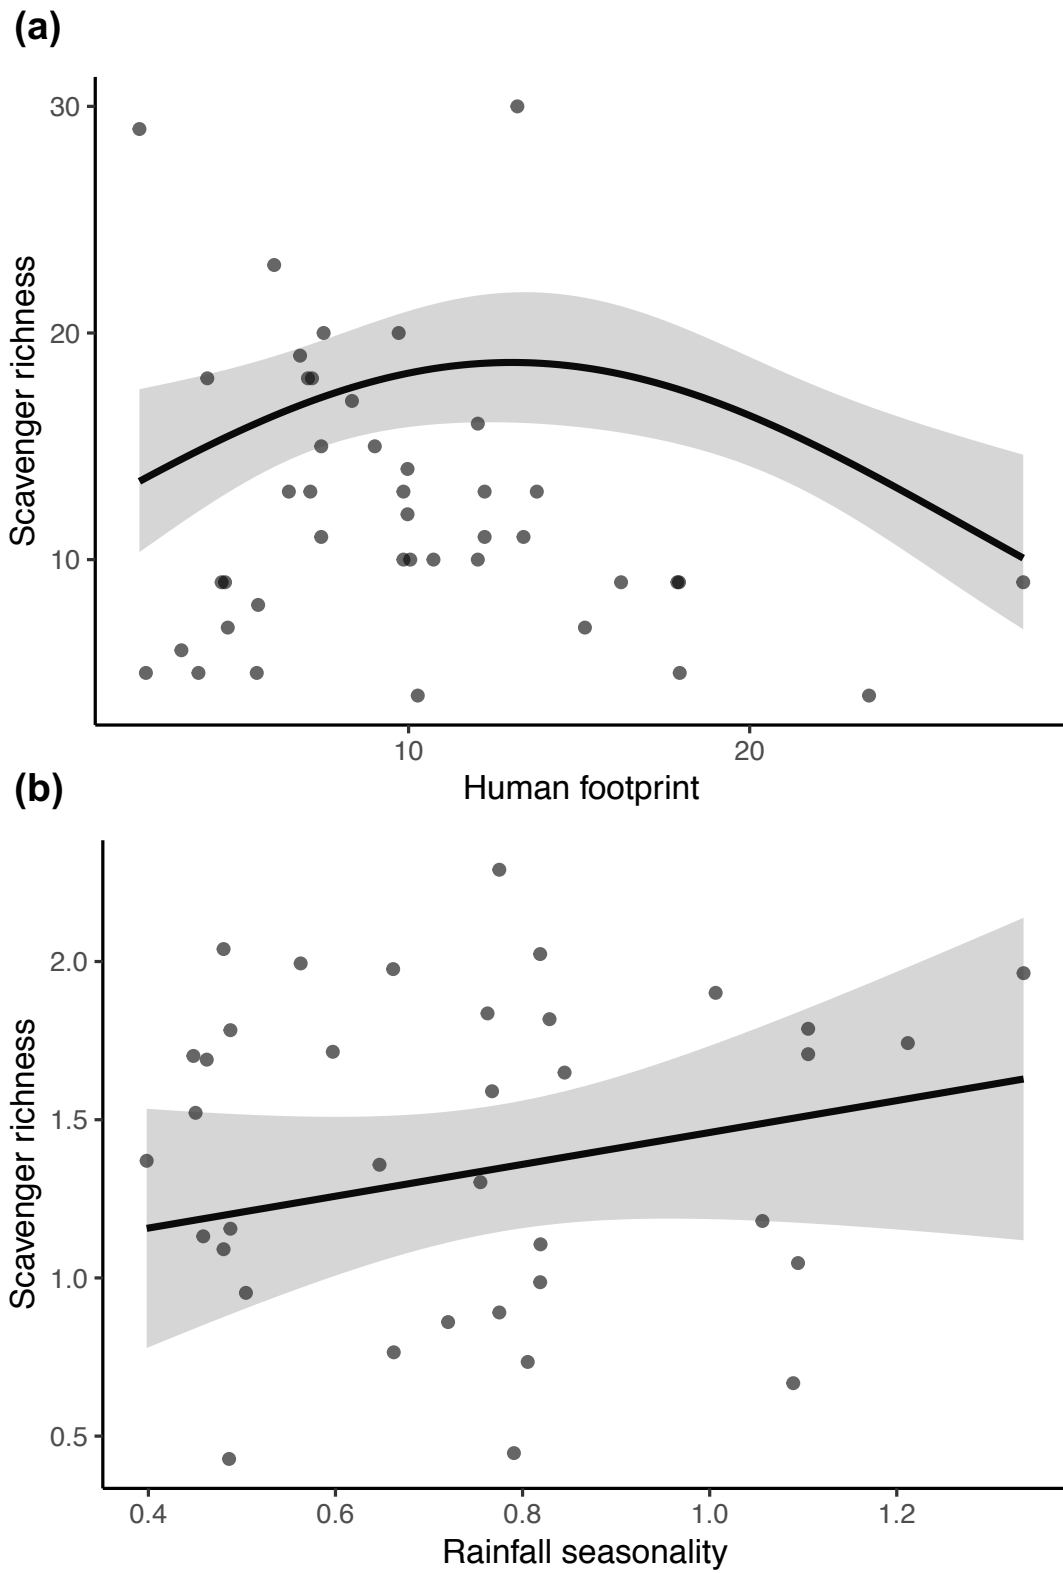 (a)
30
20
10
Scavenger richness
10 20
Human footprint
(b)
2.0
1.5
1.0
0.5
Scavenger richness
0.4 0.6 0.8 1.0 1.2
Rainfall seasonality